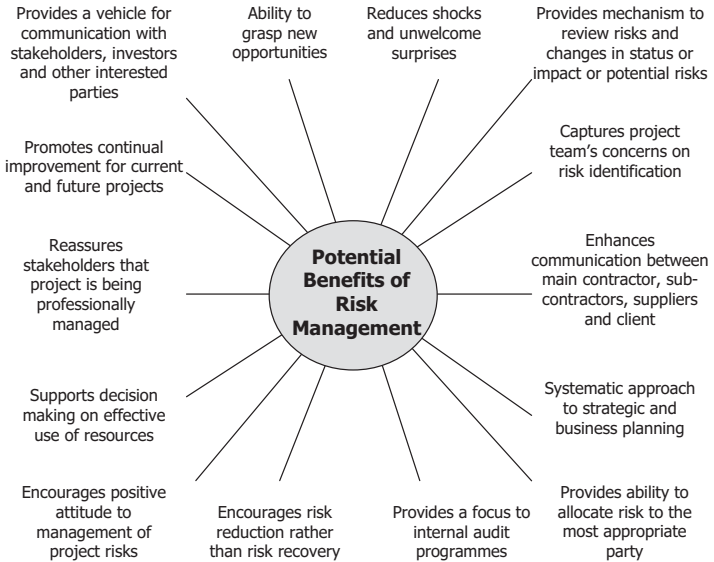 Provides a vehicle for
communication with
stakeholders, investors
and other interested
parties
Ability to
grasp new
opportunities
Reduces shocks
and unwelcome
surprises
Provides mechanism to
review risks and
changes in status or
impact or potential risks
Promotes continual
improvement for current
and future projects
Captures project
team's concerns on
risk identification
Reassures
stakeholders that
project is being
professionally
managed
Potential
Benefits of
Risk
Management
Enhances
communication between
main contractor, sub-
contractors, suppliers
and client
Supports decision
making on effective
use of resources
Systematic approach
to strategic and
business planning
Encourages positive
attitude to
management of
project risks
Encourages risk
reduction rather
than risk recovery
Provides a focus to
internal audit
programmes
Provides ability to
allocate risk to the
most appropriate
party